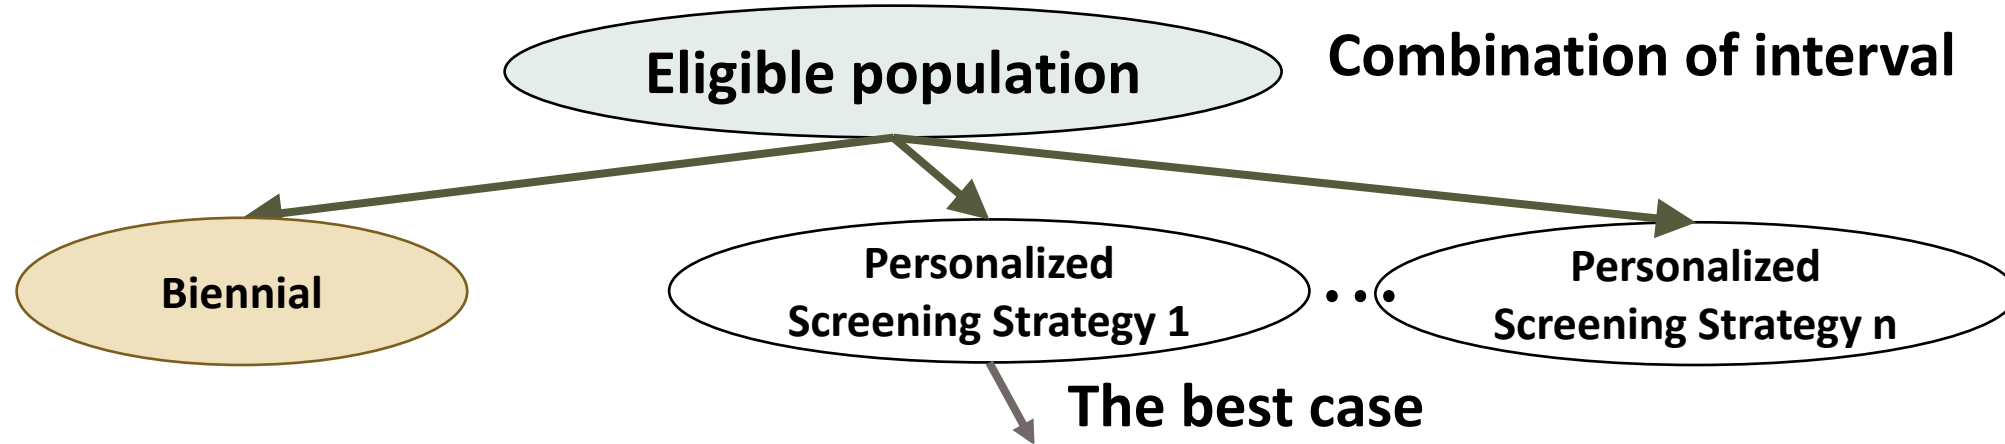 Eligible population
Combination of interval
Biennial
Personalized
Screening Strategy 1
...
Personalized
Screening Strategy n
The best case